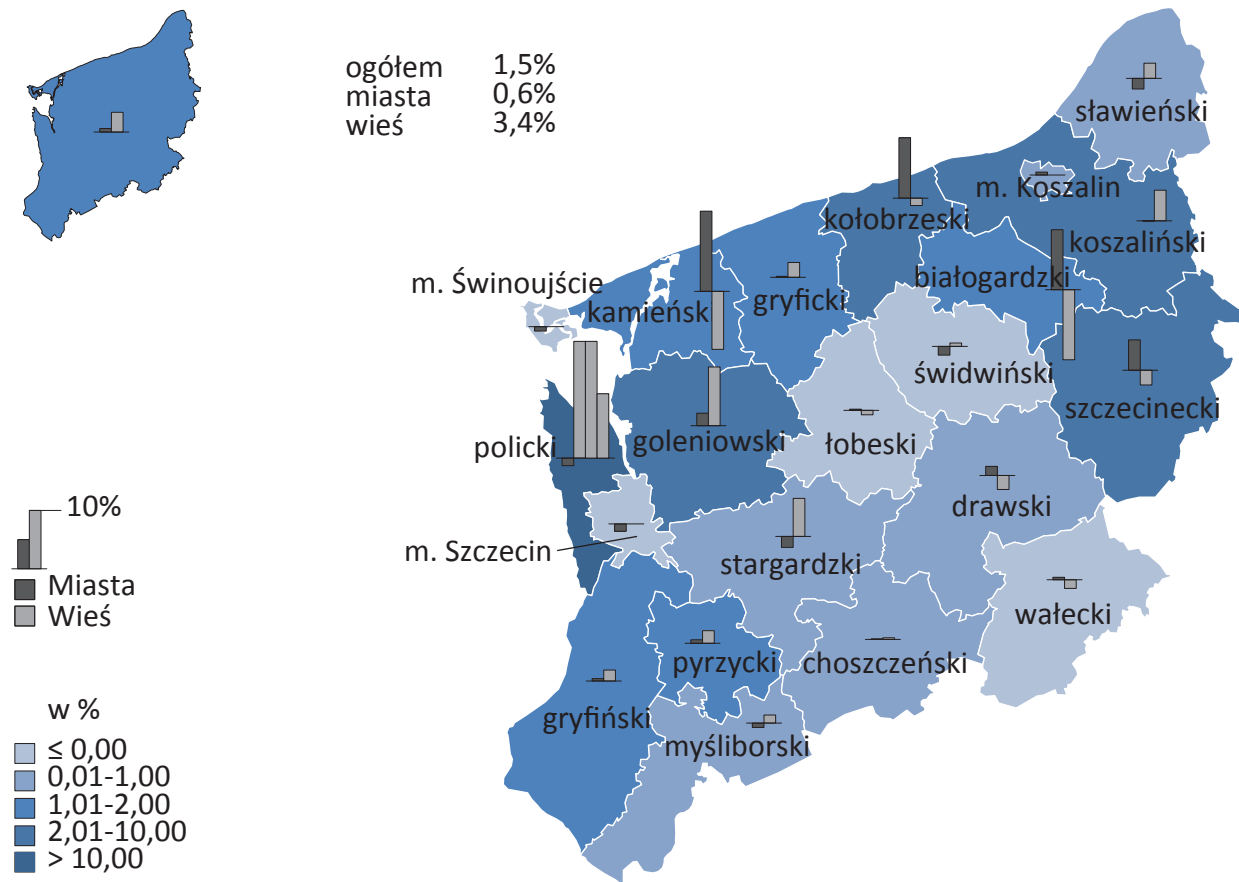 ogółem 1,5%
miasta 0,6%
wieś 3,4%
sławieński
m. Koszalin
kołobrzeski
koszaliński
białogardzki
m. Świnoujście
kamieńsk
gryficki
świdwiński
szczecinecki
policki
goleniowski
łobeski
drawski
10%
m. Szczecin
stargardzki
Miasta
Wieś
wałecki
pyrzycki
choszczeński
gryfiński
myśliborski
w %
≤ 0,00
0,01-1,00
1,01-2,00
2,01-10,00
> 10,00